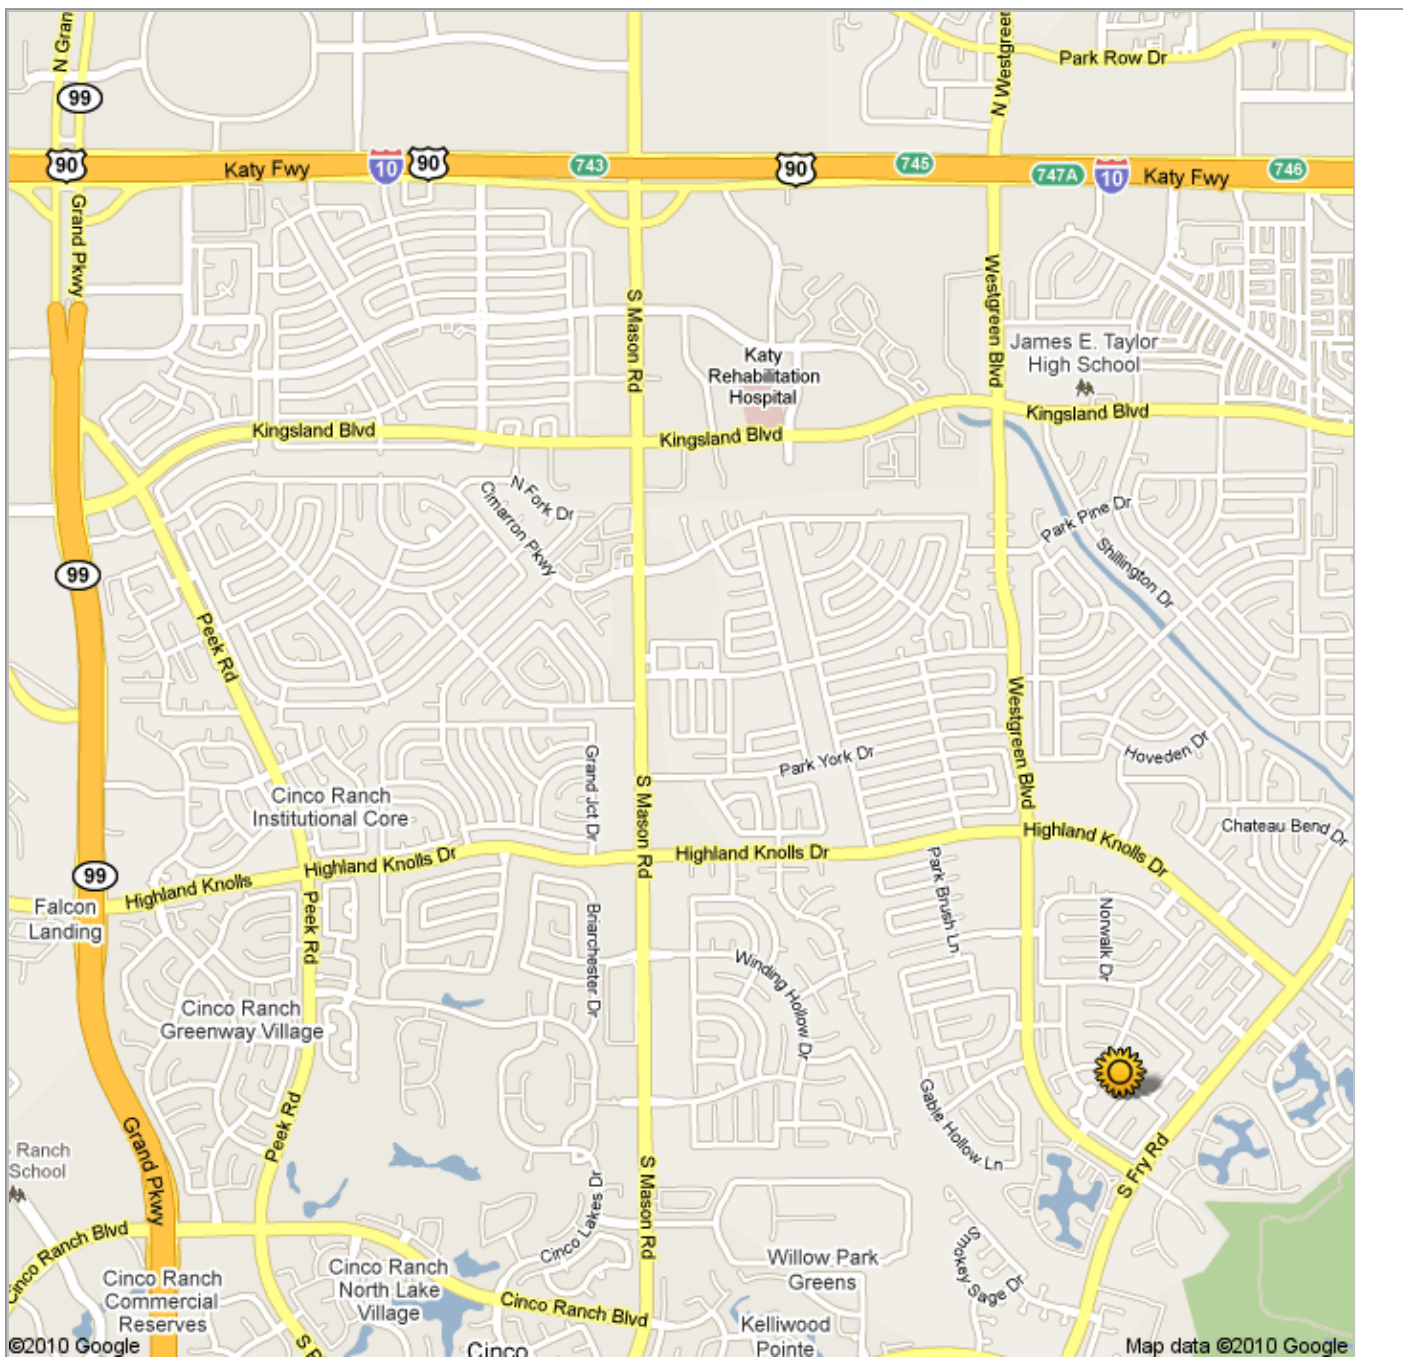 N Gran
99
N Westgreen
Park Row Dr
90
Katy Fwy
10
90
743
90
745
747A
10
Katy Fwy
746
Grand Pkwy
S Mason Rd
Westgreen Blvd
James E. Taylor
High School
Katy
Rehabilitation
Hospital
Kingsland Blvd
Kingsland Blvd
Kingsland Blvd
N Fork Dr
Cimarron Pkwy
Park Pine Dr
Shillington Dr
99
Peek Rd
Westgreen Blvd
Hoveden Dr
Park York Dr
Grand Jct Dr
S Mason Rd
Cinco Ranch
Institutional Core
Chateau Bend Dr
Highland Knolls Dr
Highland Knolls Dr
Highland Knolls Dr
99
Highland Knolls
Falcon
Landing
Peek Rd
Briarchester Dr
Park Brush Ln
Norwalk Dr
Winding Hollow Dr
Cinco Ranch
Greenway Village
Gable Hollow Ln
Peek Rd
Grand Pkwy
Ranch
School
S Fry Rd
S Mason Rd
Cinco Lakes Dr
Cinco Ranch Blvd
Smokey Sage Dr
Willow Park
Greens
Cinco Ranch
Commercial
Reserves
Cinco Ranch
North Lake
Village
Cinco Ranch Blvd
Kelliwood
Pointe
Cinco
©2010 Google
Map data ©2010 Google